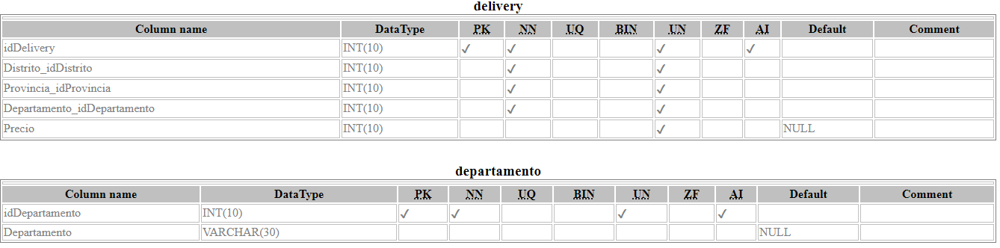 delivery
Column name DataType PK NN UQ BIN UN ZF AI Default Comment
idDelivery INT(10) ✓ ✓ ✓ ✓
Distrito_idDistrito INT(10) ✓ ✓
Provincia_idProvincia INT(10) ✓ ✓
Departamento_idDepartamento INT(10) ✓ ✓
Precio INT(10) ✓ NULL
departamento
Column name DataType PK NN UQ BIN UN ZF AI Default Comment
idDepartamento INT(10) ✓ ✓ ✓ ✓
Departamento VARCHAR(30) NULL